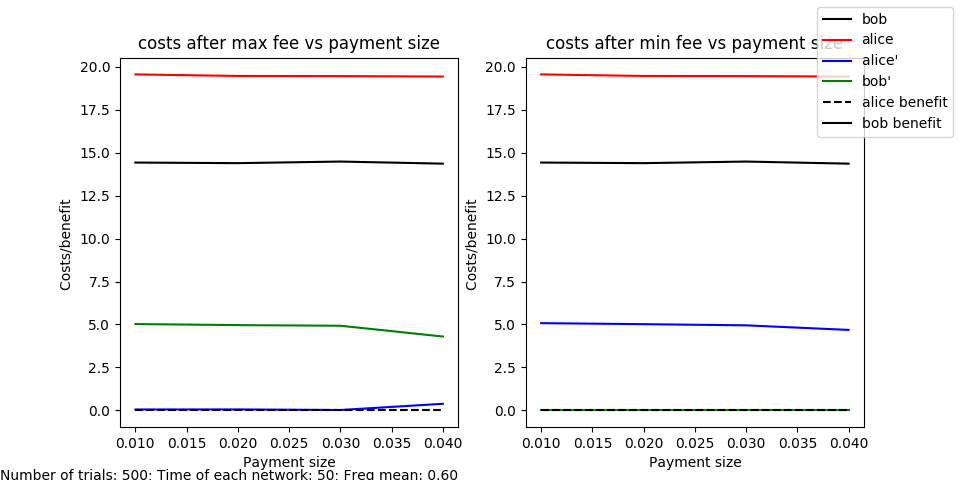 costs after max fee vs payment size
20.0
17.5
15.0
12.5
10.0
7.5
5.0
2.5
0.0
Costs/benefit
0.010 0.015 0.020 0.025 0.030 0.035 0.040
Payment size
costs after min fee vs payment size
20.0
17.5
15.0
12.5
10.0
7.5
5.0
2.5
0.0
Costs/benefit
0.010 0.015 0.020 0.025 0.030 0.035 0.040
Payment size
bob
alice
alice'
bob'
alice benefit
bob benefit
Number of trials: 500; Time of each network: 50; Freq mean: 0.60